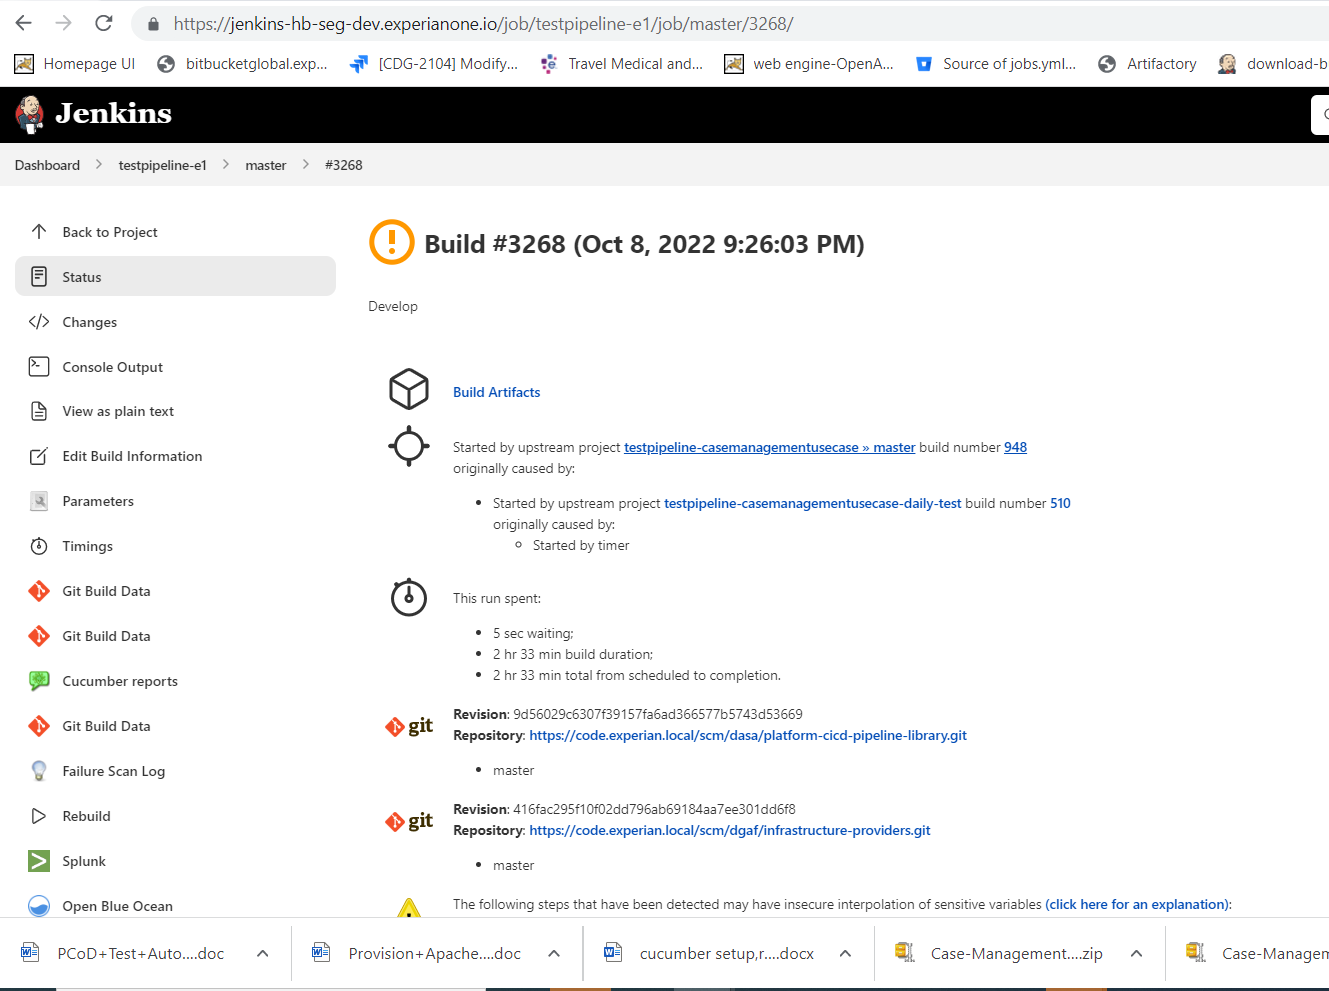 https://jenkins-hb-seg-dev.experianone.io/job/testpipeline-e1/job/master/3268/
Homepage UI bitbucketglobal.exp... [CDG-2104] Modify... Travel Medical and... web engine-OpenA... Source of jobs.yml... Artifactory download-b
Jenkins
Dashboard testpipeline-e1 master #3268
Back to Project
Status
Changes
Console Output
View as plain text
Edit Build Information
Parameters
Timings
Git Build Data
Git Build Data
Cucumber reports
Git Build Data
Failure Scan Log
Rebuild
Splunk
Open Blue Ocean
Build #3268 (Oct 8, 2022 9:26:03 PM)
Develop
Build Artifacts
Started by upstream project testpipeline-casemanagementusecase » master build number 948
originally caused by:
Started by upstream project testpipeline-casemanagementusecase-daily-test build number 510
originally caused by:
Started by timer
This run spent:
5 sec waiting;
2 hr 33 min build duration;
2 hr 33 min total from scheduled to completion.
git
Revision: 9d56029c6307f39157fa6ad366577b5743d53669
Repository: https://code.experian.local/scm/dasa/platform-cicd-pipeline-library.git
master
git
Revision: 416fac295f10f02dd796ab69184aa7ee301dd6f8
Repository: https://code.experian.local/scm/dgaf/infrastructure-providers.git
master
The following steps that have been detected may have insecure interpolation of sensitive variables (click here for an explanation):
PCoD+Test+Auto....doc Provision+Apache....doc cucumber setup,r....docx Case-Management....zip Case-Managem